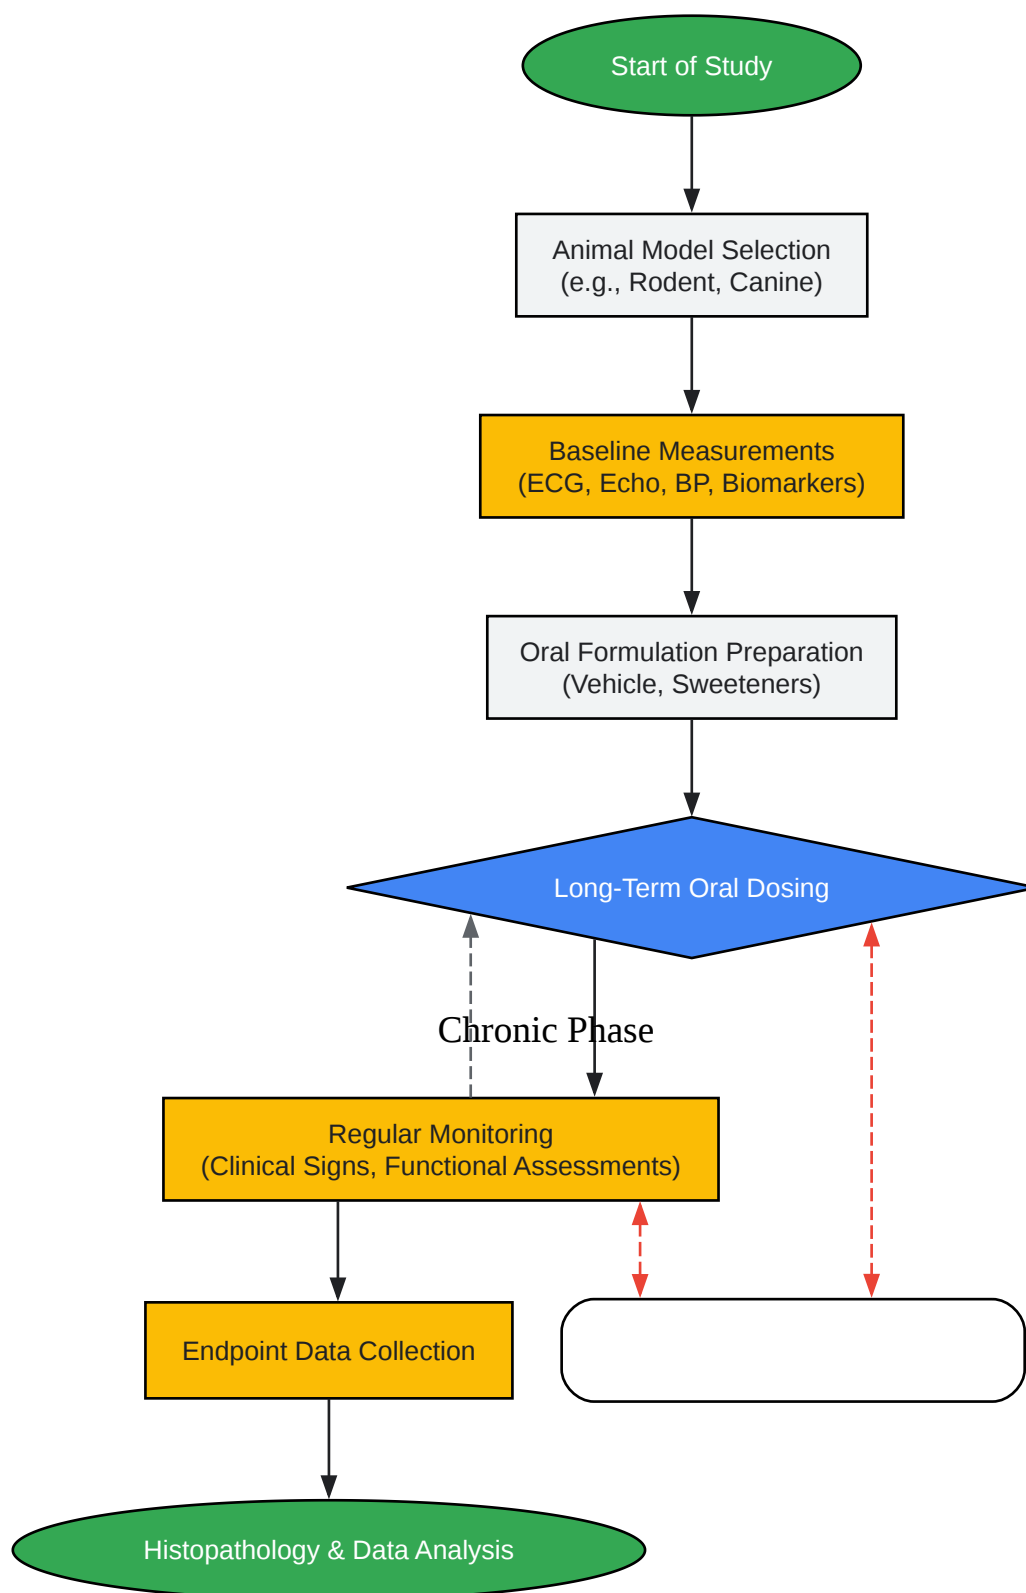 Start of Study
Animal Model Selection
(e.g., Rodent, Canine)
Baseline Measurements
(ECG, Echo, BP, Biomarkers)
Oral Formulation Preparation
(Vehicle, Sweeteners)
Long-Term Oral Dosing
Chronic Phase
Regular Monitoring
(Clinical Signs, Functional Assessments)
Endpoint Data Collection
Histopathology & Data Analysis